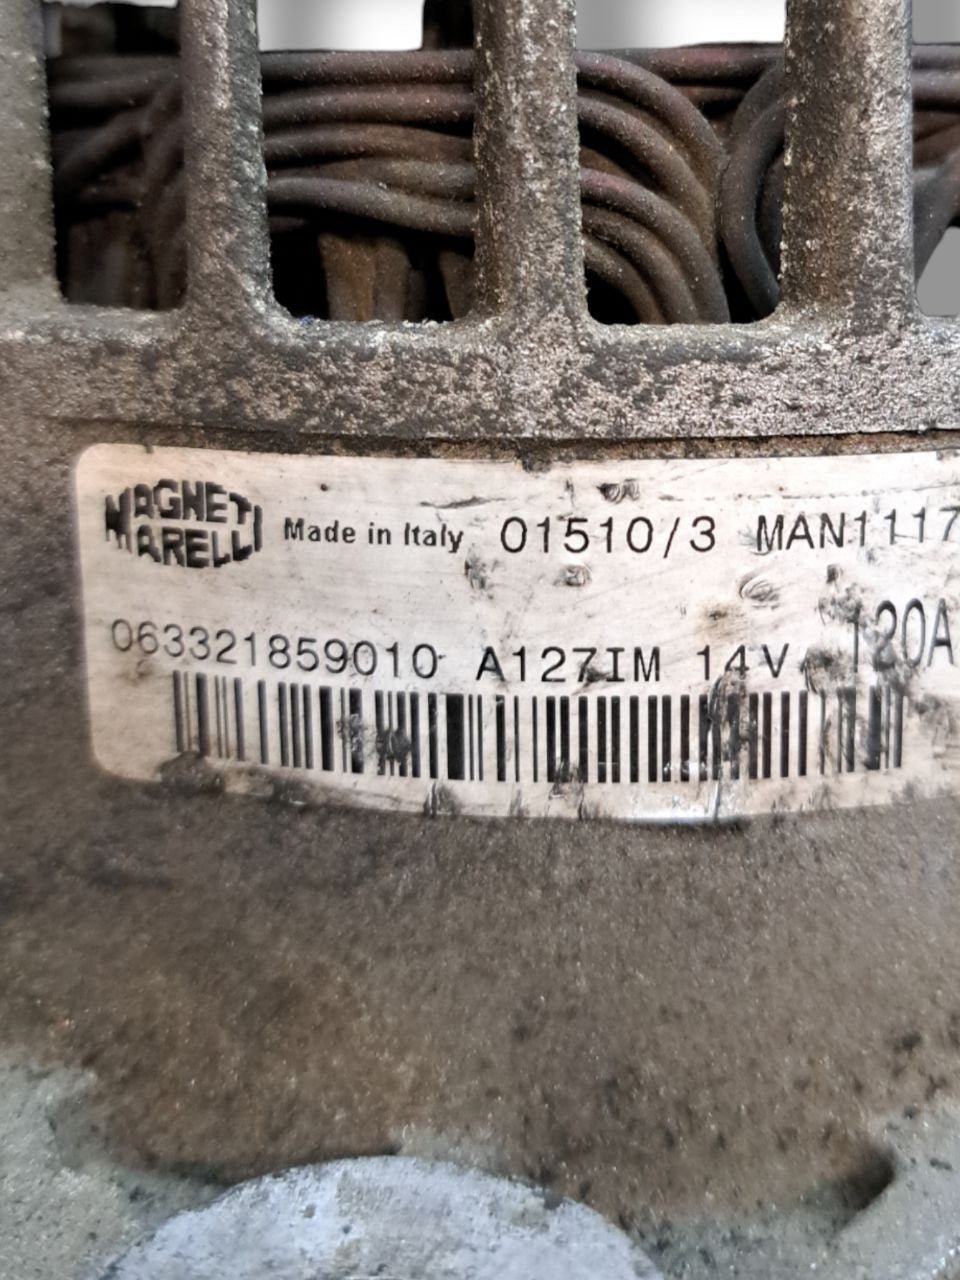 MAGNETI
MARELLI
Made in Italy 01510/3 MAN1117
063321859010 A127IM 14V 120A